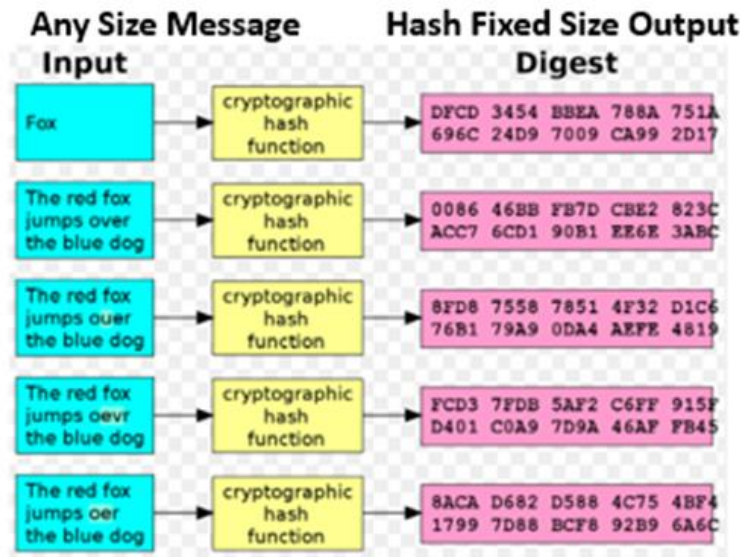 Any Size Message
Hash Fixed Size Output
Input
Digest
Fox
cryptographic
hash
function
DFCD 3454 BBEA 788A 751A
696C 24D9 7009 CA99 2D17
The red fox
jumps over
the blue dog
cryptographic
hash
function
0086 46BB FB7D CBE2 823C
ACC7 6CD1 90B1 EE6E 3ABC
The red fox
jumps ouer
the blue dog
cryptographic
hash
function
8FD8 7558 7851 4F32 D1C6
76B1 79A9 0DA4 AEFE 4819
The red fox
jumps oevr
the blue dog
cryptographic
hash
function
FCD3 7FDB 5AF2 C6FF 915F
D401 C0A9 7D9A 46AF FB45
The red fox
jumps oer
the blue dog
cryptographic
hash
function
8ACA D682 D588 4C75 4BF4
1799 7D88 BCF8 92B9 6A6C